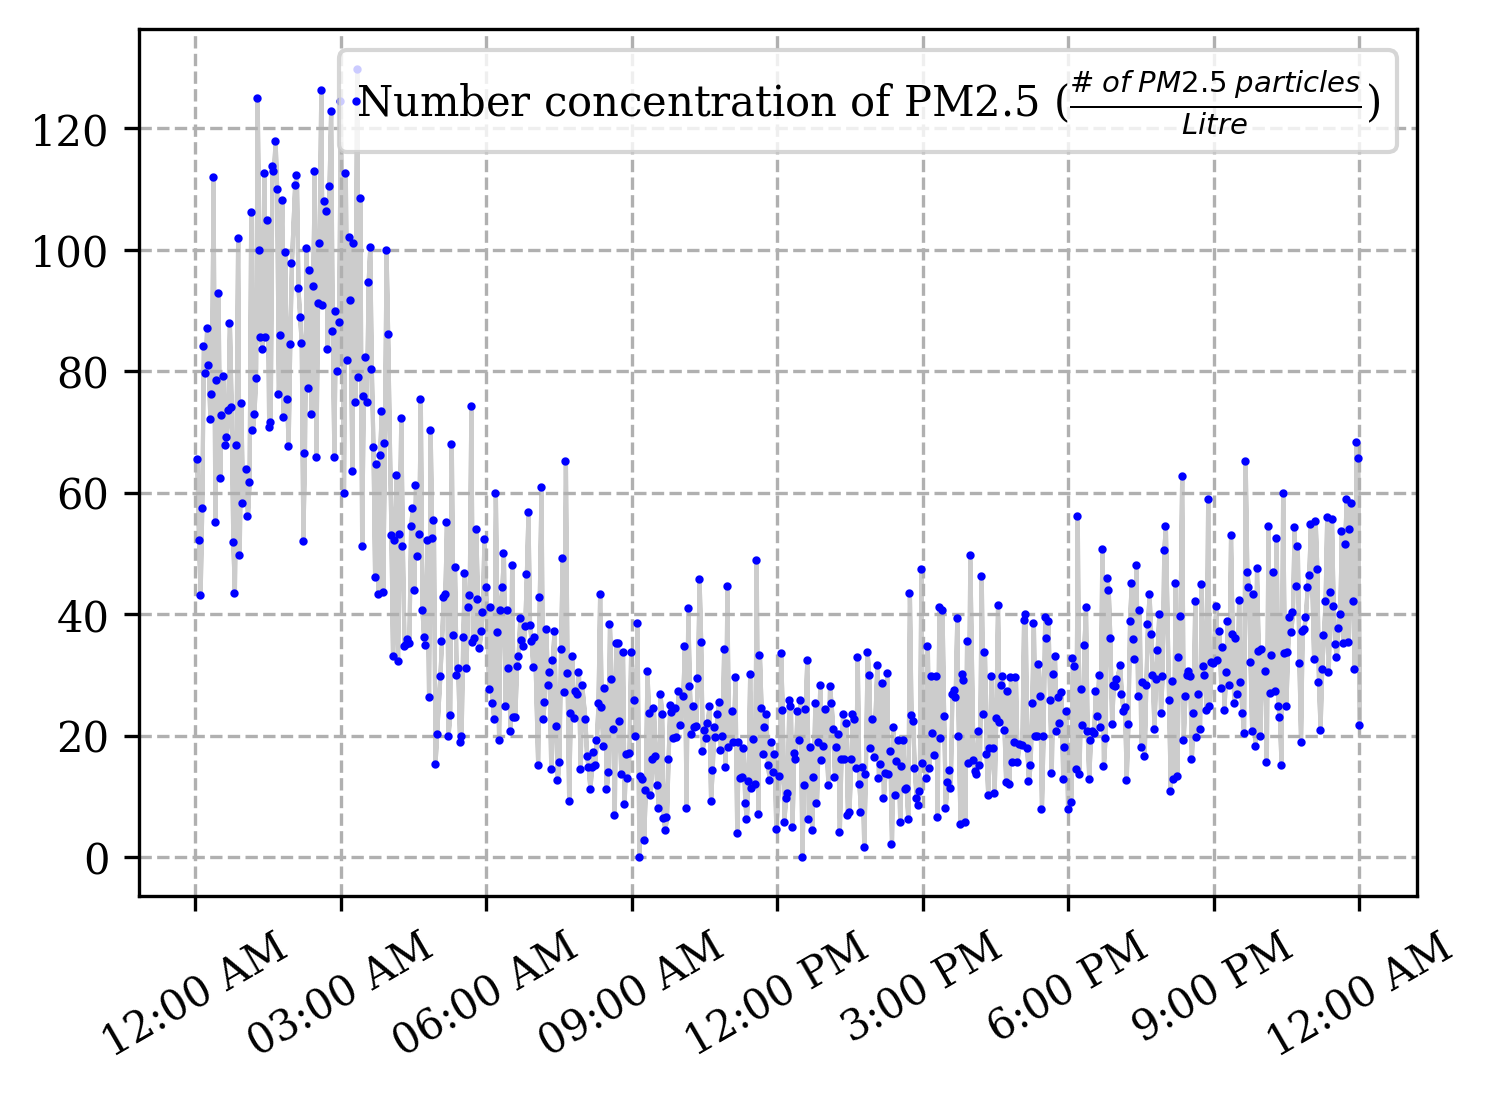 Number concentration of PM2.5 (# of PM2.5 particles / Litre)
120
100
80
60
40
20
0
12:00 AM
03:00 AM
06:00 AM
09:00 AM
12:00 PM
3:00 PM
6:00 PM
9:00 PM
12:00 AM